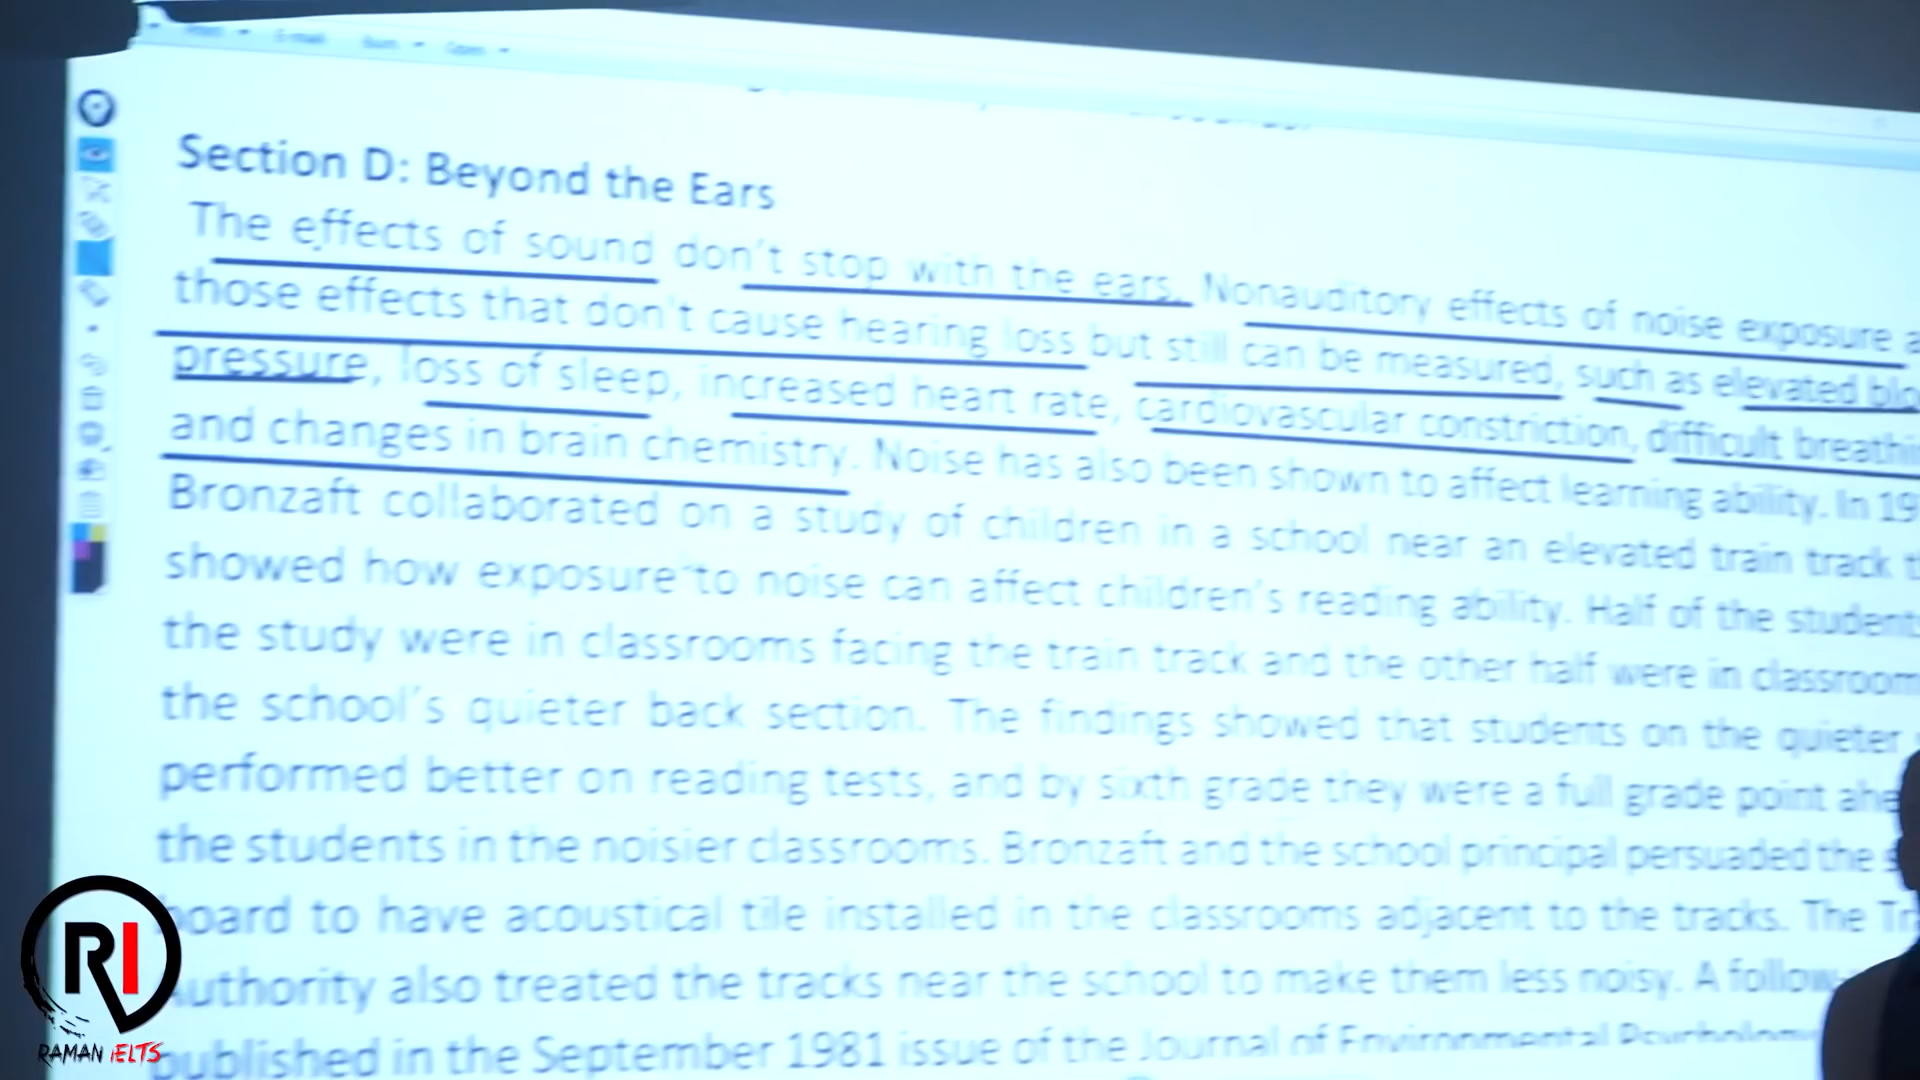 Section D: Beyond the Ears
The effects of sound don't stop with the ears. Nonauditory effects of noise exposure
those effects that don't cause hearing loss but still can be measured, such as elevated
pressure, loss of sleep, increased heart rate, cardiovascular constriction, difficult
and changes in brain chemistry. Noise has also been shown to affect learning ability. In
Bronzaft collaborated on a study of children in a school near an elevated train track
showed how exposure to noise can affect children's reading ability. Half of the students
the study were in classrooms facing the train track and the other half were in
the school's quieter back section. The findings showed that students on the quieter
performed better on reading tests, and by sixth grade they were a full grade point
the students in the noisier classrooms. Bronzaft and the school principal persuaded the
board to have acoustical tile installed in the classrooms adjacent to the tracks. The
authority also treated the tracks near the school to make them less noisy. A
published in the September 1981 issue of the Journal of Environmental
RI
RAMAN IELTS